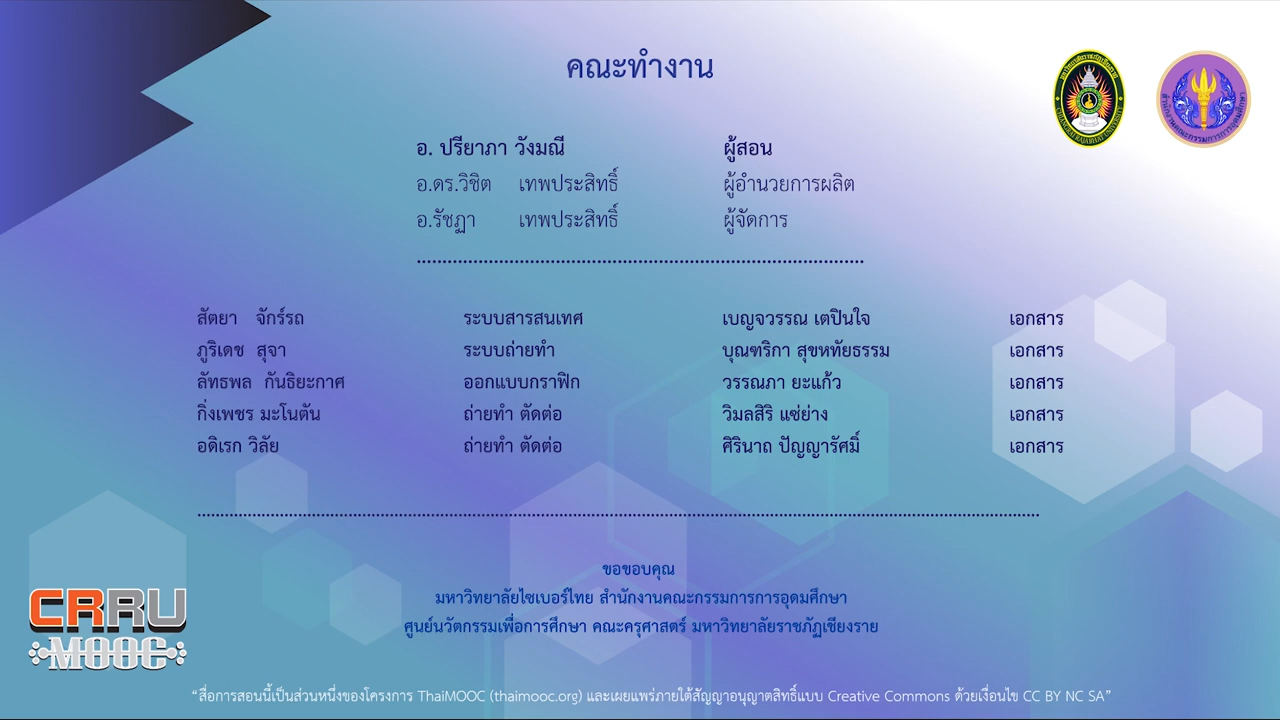 คณะทำงาน
อ. ปรียาภา วังมณี ผู้สอน
อ.ดร.วิชิต เทพประสิทธิ์ ผู้อำนวยการผลิต
อ.รัชฎา เทพประสิทธิ์ ผู้จัดการ
สัตยา จักร์รถ ระบบสารสนเทศ เบญจวรรณ เตปินใจ เอกสาร
ภูริเดช สุจา ระบบถ่ายทำ บุณฑริกา สุขหทัยธรรม เอกสาร
ลัทธพล กันธิยะกาศ ออกแบบกราฟิก วรรณภา ยะแก้ว เอกสาร
กิ่งเพชร มะโนตัน ถ่ายทำ ตัดต่อ วิมลสิริ แซ่ย่าง เอกสาร
อดิเรก วิลัย ถ่ายทำ ตัดต่อ ศิรินาถ ปัญญารัศมิ์ เอกสาร
ขอขอบคุณ
มหาวิทยาลัยไซเบอร์ไทย สำนักงานคณะกรรมการการอุดมศึกษา
ศูนย์นวัตกรรมเพื่อการศึกษา คณะครุศาสตร์ มหาวิทยาลัยราชภัฏเชียงราย
CRRU
MOOC
“สื่อการสอนนี้เป็นส่วนหนึ่งของโครงการ ThaiMOOC (thaimooc.org) และเผยแพร่ภายใต้สัญญาอนุญาตสิทธิ์แบบ Creative Commons ด้วยเงื่อนไข CC BY NC SA”